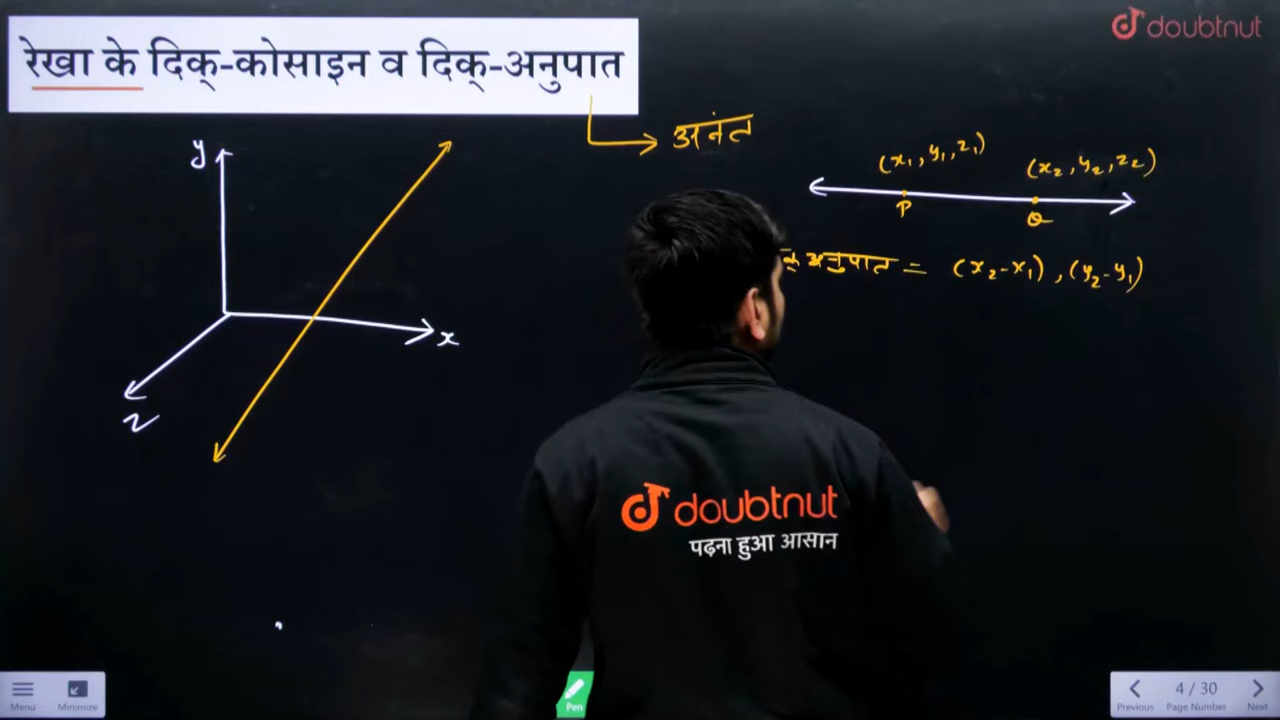 doubtnut
रेखा के दिक्-कोसाइन व दिक्-अनुपात
अनंत
y
x
z
(x₁, y₁, z₁)
(x₂, y₂, z₂)
P
Q
अनुपात = (x₂-x₁), (y₂-y₁)
doubtnut
पढ़ना हुआ आसान
Menu
Minimize
Pen
4 / 30
Previous
Page Number
Next